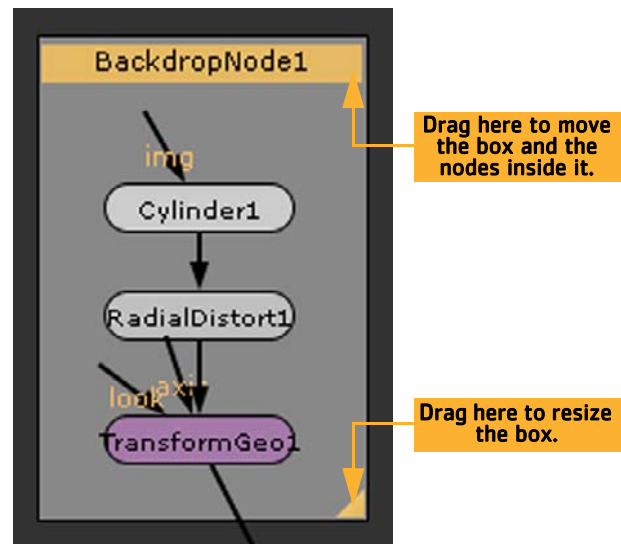 BackdropNode1
Drag here to move
the box and the
nodes inside it.
img
Cylinder1
RadialDistort1
look
Drag here to resize
the box.
TransformGeo1